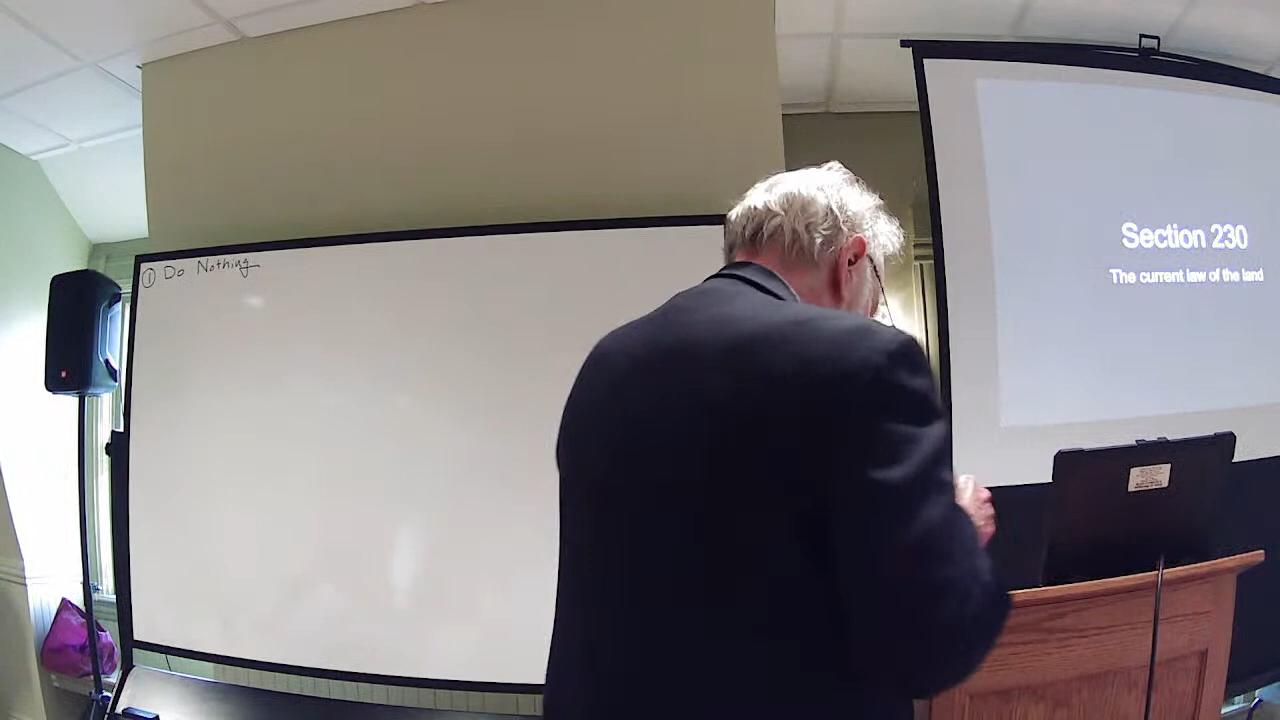 ① Do Nothing
Section 230
The current law of the land